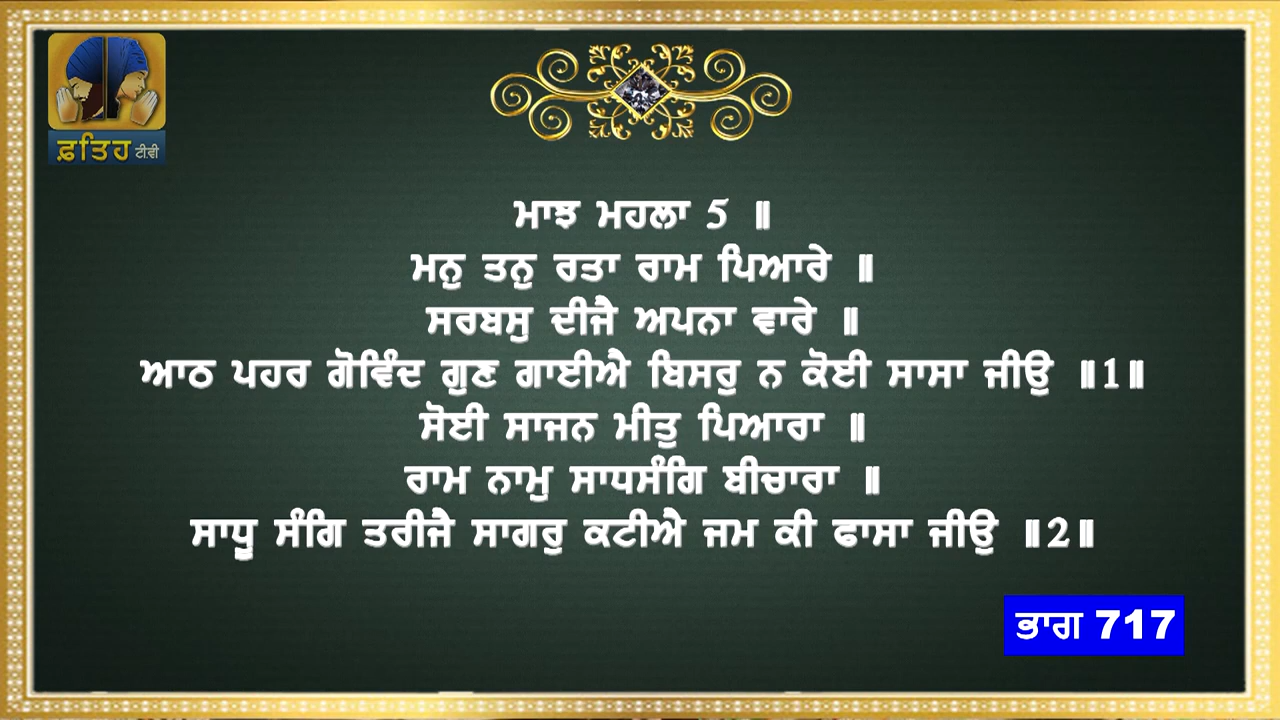 ਫ਼ਤਿਹ ਟੀ.ਵੀ
ਮਾਝ ਮਹਲਾ 5 ॥
ਮਨੁ ਤਨੁ ਰਤਾ ਰਾਮ ਪਿਆਰੇ ॥
ਸਰਬਸੁ ਦੀਜੈ ਅਪਨਾ ਵਾਰੇ ॥
ਆਠ ਪਹਰ ਗੋਵਿੰਦ ਗੁਣ ਗਾਈਐ ਬਿਸਰੁ ਨ ਕੋਈ ਸਾਸਾ ਜੀਉ ॥1॥
ਸੋਈ ਸਾਜਨ ਮੀਤੁ ਪਿਆਰਾ ॥
ਰਾਮ ਨਾਮੁ ਸਾਧਸੰਗਿ ਬੀਚਾਰਾ ॥
ਸਾਧੂ ਸੰਗਿ ਤਰੀਜੈ ਸਾਗਰੁ ਕਟੀਐ ਜਮ ਕੀ ਫਾਸਾ ਜੀਉ ॥2॥
ਭਾਗ 717